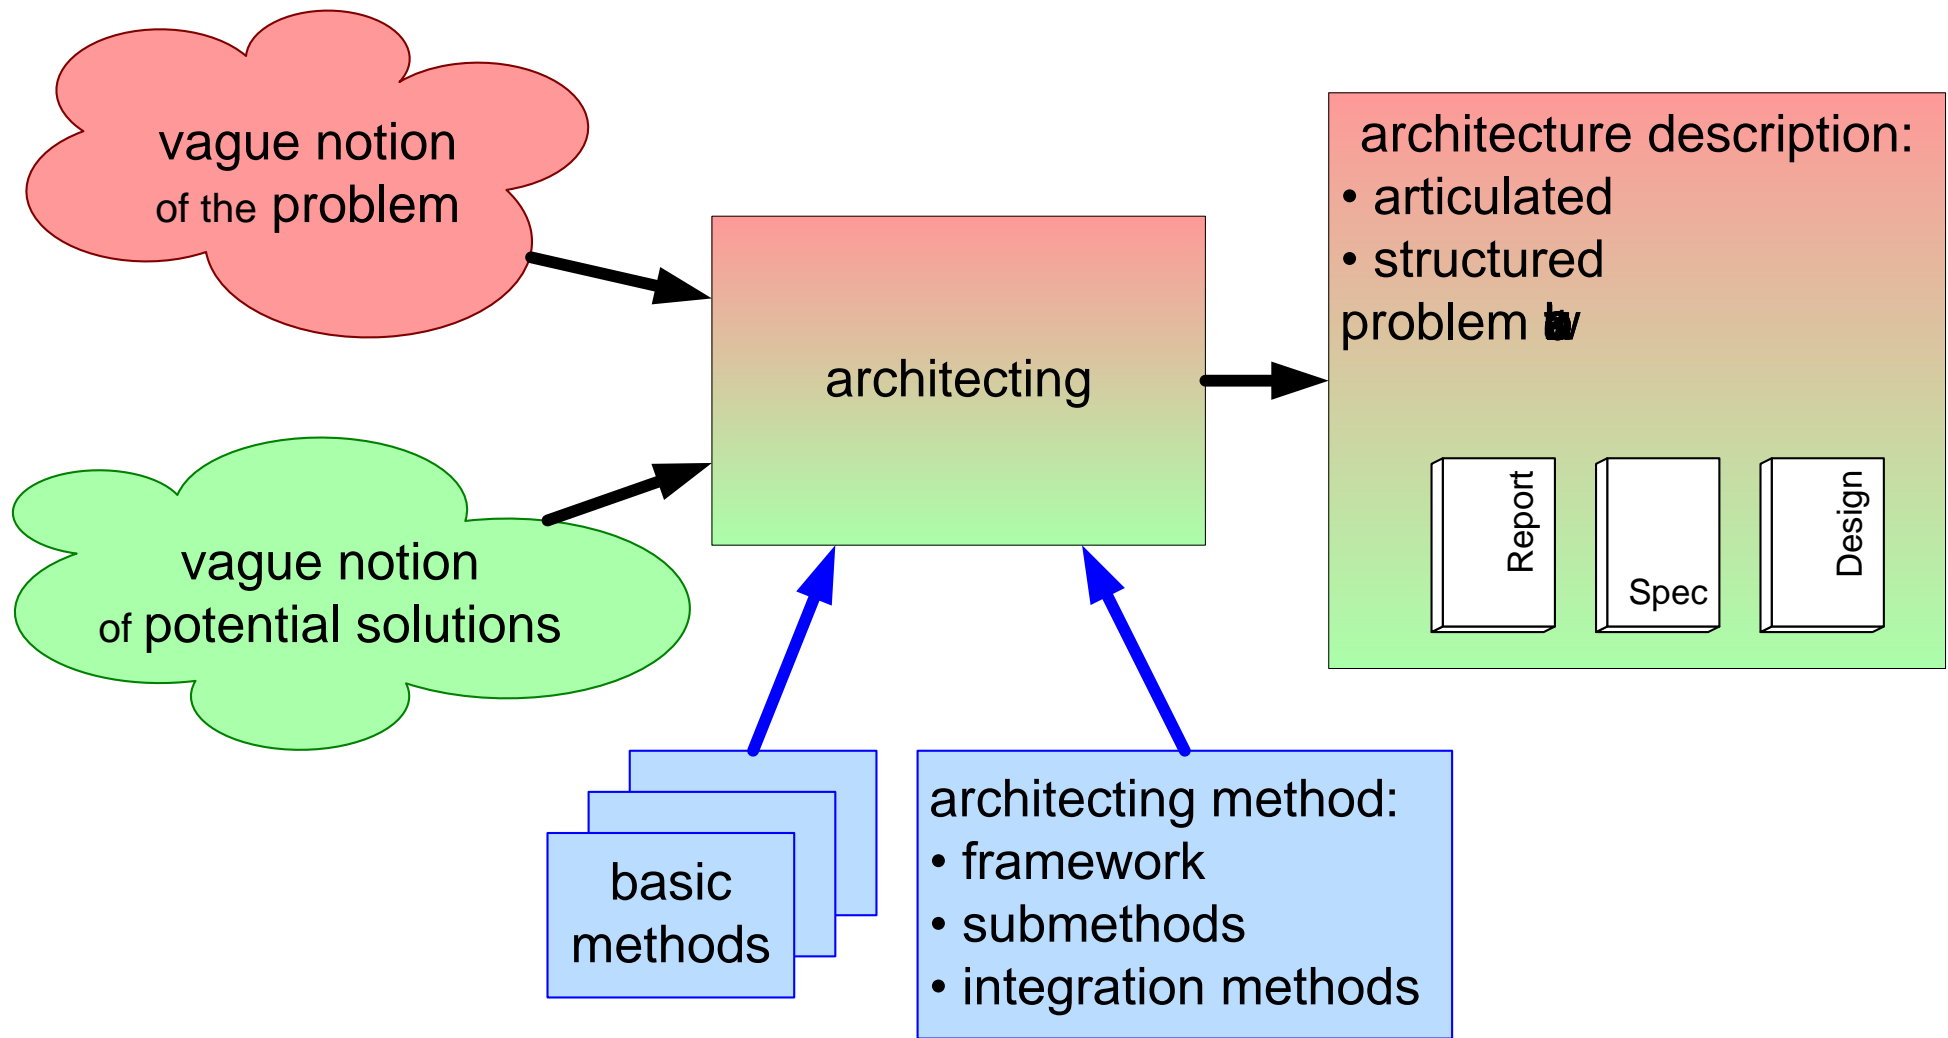 vague notion
of the problem
architecture description:
• articulated
• structured
problem
architecting
Report
Spec
Design
vague notion
of potential solutions
basic
methods
architecting method:
• framework
• submethods
• integration methods